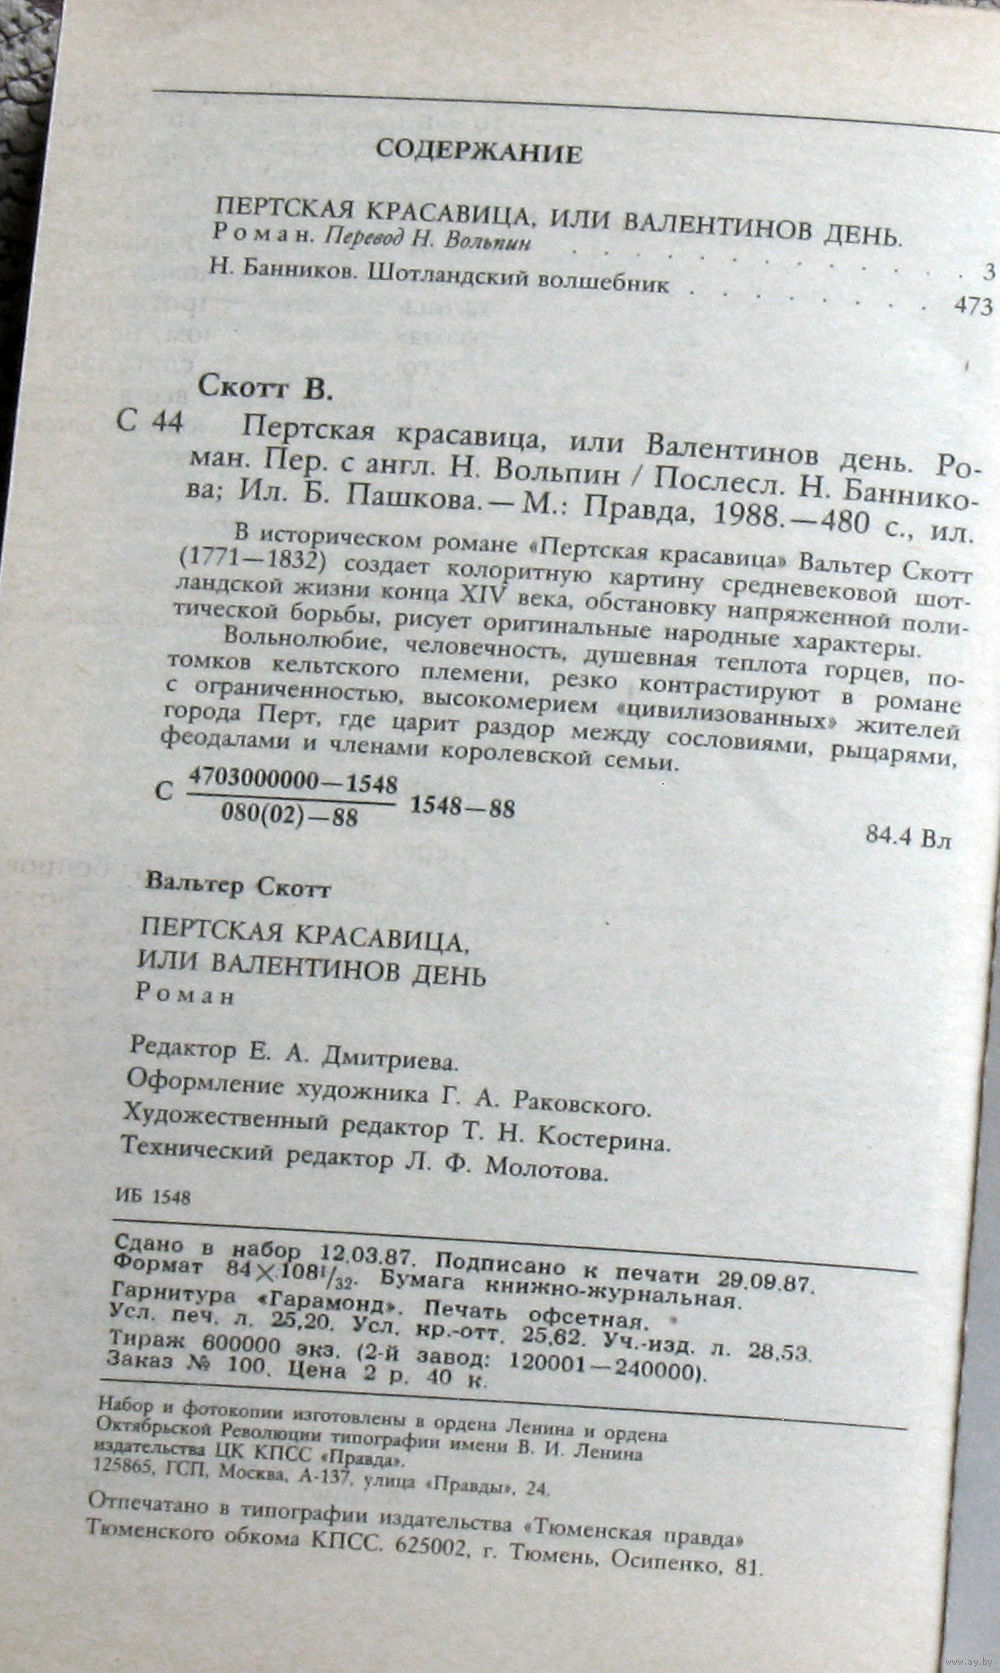 СОДЕРЖАНИЕ
ПЕРТСКАЯ КРАСАВИЦА, ИЛИ ВАЛЕНТИНОВ ДЕНЬ.
Роман. Перевод Н. Вольпин . . . . . . . . . . . . . 3
Н. Банников. Шотландский волшебник . . . . . . . . 473
Скотт В.
С 44 Пертская красавица, или Валентинов день. Ро-
ман. Пер. с англ. Н. Вольпин / Послесл. Н. Баннико-
ва; Ил. Б. Пашкова. — М.: Правда, 1988. — 480 с., ил.
В историческом романе «Пертская красавица» Вальтер Скотт
(1771—1832) создает колоритную картину средневековой шот-
ландской жизни конца XIV века, обстановку напряженной поли-
тической борьбы, рисует оригинальные народные характеры.
Вольнолюбие, человечность, душевная теплота горцев, по-
томков кельтского племени, резко контрастируют в романе
с ограниченностью, высокомерием «цивилизованных» жителей
города Перт, где царит раздор между сословиями, рыцарями,
феодалами и членами королевской семьи.
4703000000—1548
С 1548—88
080(02)—88
84.4 Вл
Вальтер Скотт
ПЕРТСКАЯ КРАСАВИЦА,
ИЛИ ВАЛЕНТИНОВ ДЕНЬ
Роман
Редактор Е. А. Дмитриева.
Оформление художника Г. А. Раковского.
Художественный редактор Т. Н. Костерина.
Технический редактор Л. Ф. Молотова.
ИБ 1548
Сдано в набор 12.03.87. Подписано к печати 29.09.87.
Формат 84×108 1/32. Бумага книжно-журнальная.
Гарнитура «Гарамонд». Печать офсетная.
Усл. печ. л. 25,20. Усл. кр.-отт. 25,62. Уч.-изд. л. 28,53.
Тираж 600000 экз. (2-й завод: 120001—240000).
Заказ № 100. Цена 2 р. 40 к.
Набор и фотокопии изготовлены в ордена Ленина и ордена
Октябрьской Революции типографии имени В. И. Ленина
издательства ЦК КПСС «Правда».
125865, ГСП, Москва, А-137, улица «Правды», 24.
Отпечатано в типографии издательства «Тюменская правда»
Тюменского обкома КПСС. 625002, г. Тюмень, Осипенко, 81.
www.ay.by